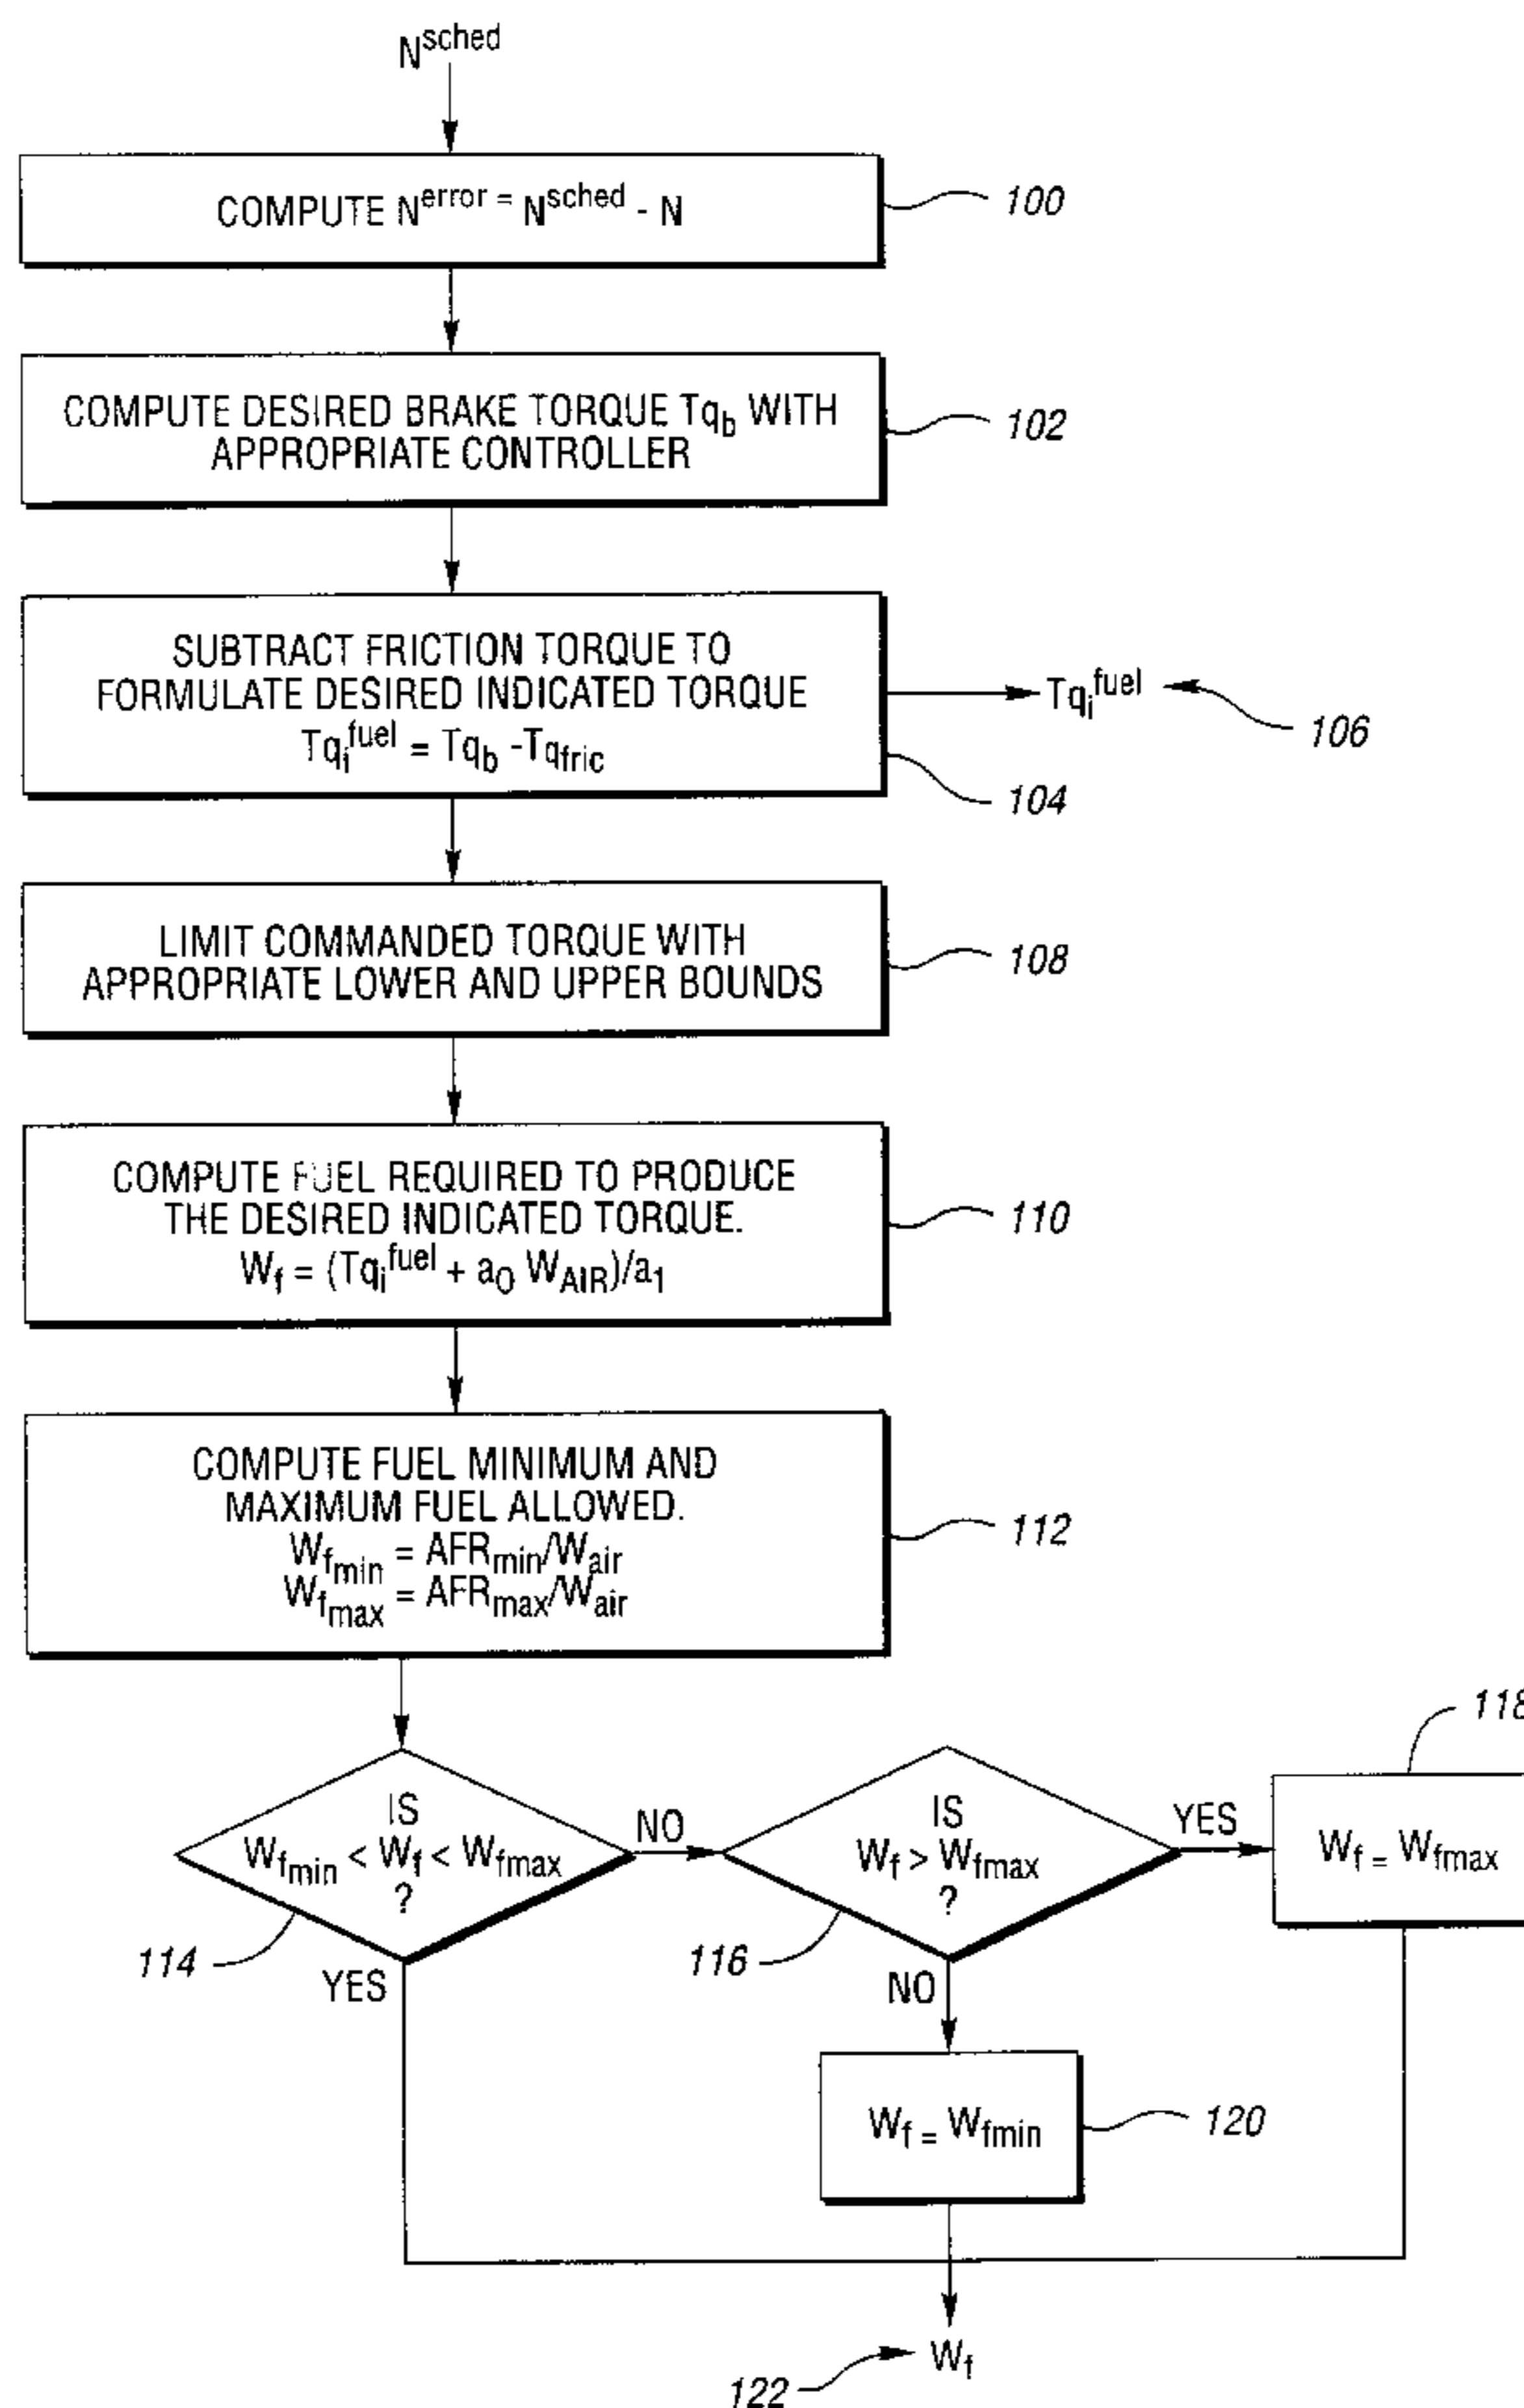 N^sched
COMPUTE N^error = N^sched - N
100
COMPUTE DESIRED BRAKE TORQUE Tq_b WITH
APPROPRIATE CONTROLLER
102
SUBTRACT FRICTION TORQUE TO
FORMULATE DESIRED INDICATED TORQUE
Tq_i^fuel = Tq_b -Tq_fric
Tq_i^fuel
106
104
LIMIT COMMANDED TORQUE WITH
APPROPRIATE LOWER AND UPPER BOUNDS
108
COMPUTE FUEL REQUIRED TO PRODUCE
THE DESIRED INDICATED TORQUE.
W_f = (Tq_i^fuel + a_0 W_AIR)/a_1
110
COMPUTE FUEL MINIMUM AND
MAXIMUM FUEL ALLOWED.
W_fmin = AFR_min/W_air
W_fmax = AFR_max/W_air
112
IS
W_fmin < W_f < W_fmax
?
114
YES
NO
IS
W_f > W_fmax
?
116
NO
YES
118
W_f = W_fmax
W_f = W_fmin
120
W_f
122